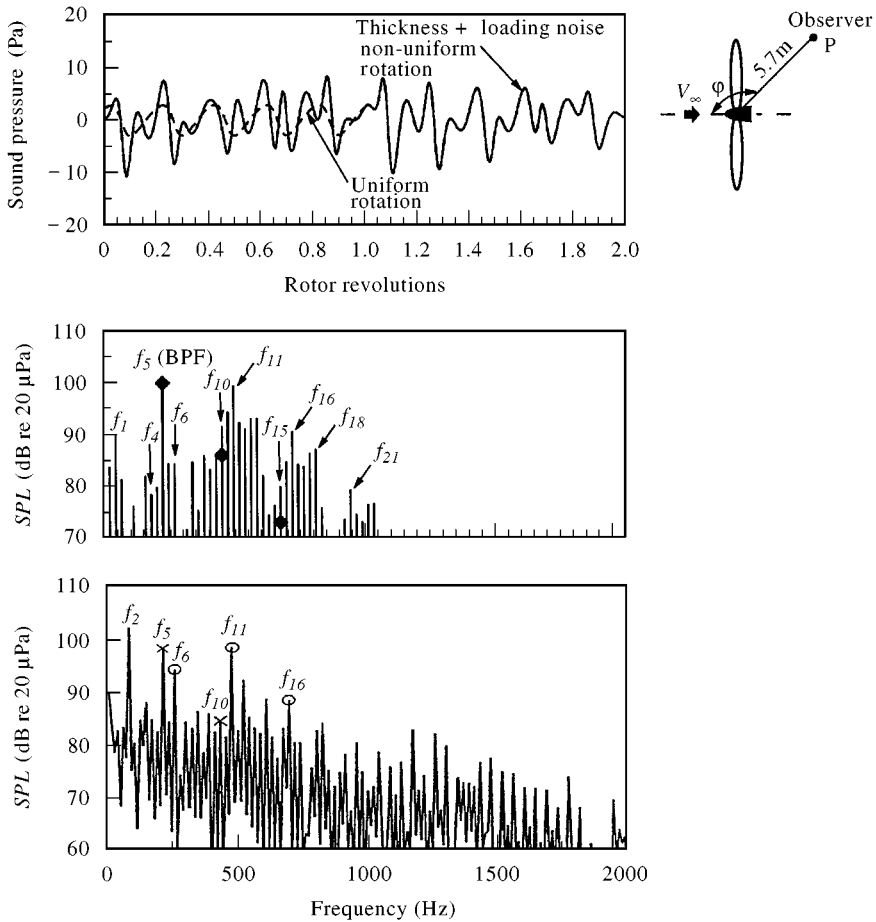 Thickness + loading noise
non-uniform
rotation
Uniform
rotation
Sound pressure (Pa)
20
10
0
− 10
− 20
0 0.2 0.4 0.6 0.8 1.0 1.2 1.4 1.6 1.8 2.0
Rotor revolutions
Observer
P
5.7m
φ
V∞
SPL (dB re 20 μPa)
110
100
90
80
70
f5 (BPF)
f11
f10
f1
f4
f6
f15
f16
f18
f21
SPL (dB re 20 μPa)
110
100
90
80
70
60
f2
f5
f6
f11
f10
f16
0 500 1000 1500 2000
Frequency (Hz)